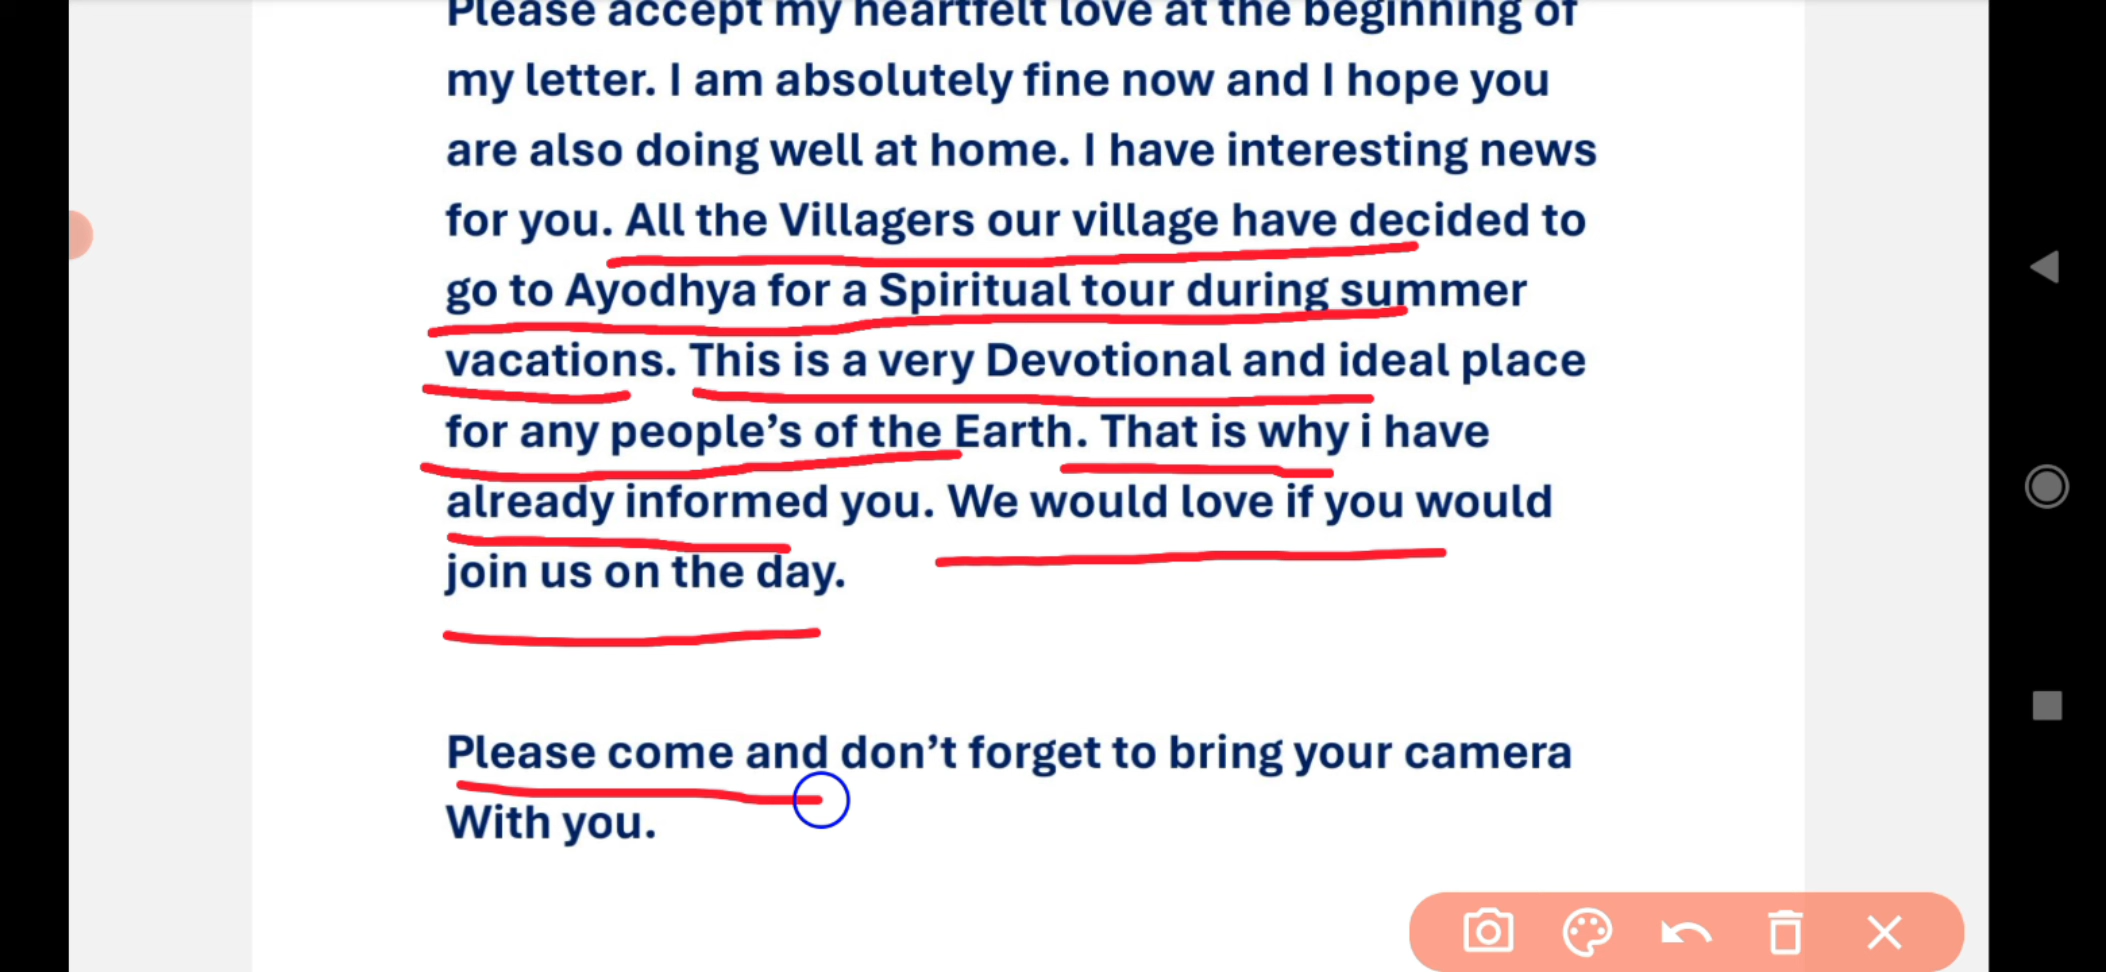 Please accept my heartfelt love at the beginning of
my letter. I am absolutely fine now and I hope you
are also doing well at home. I have interesting news
for you. All the Villagers our village have decided to
go to Ayodhya for a Spiritual tour during summer
vacations. This is a very Devotional and ideal place
for any people’s of the Earth. That is why i have
already informed you. We would love if you would
join us on the day.
Please come and don’t forget to bring your camera
With you.